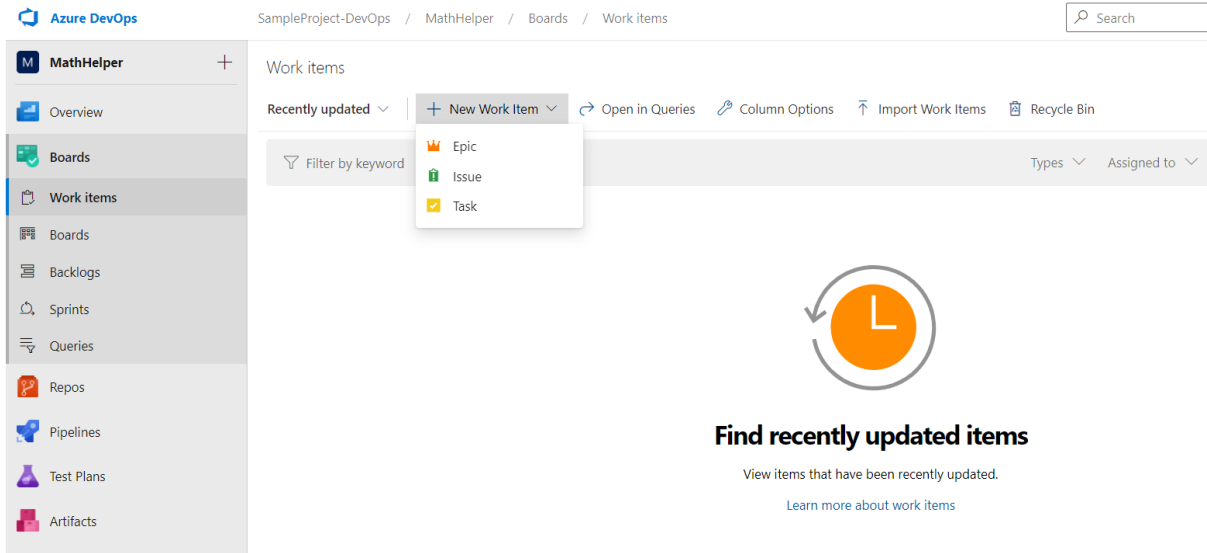 Azure DevOps
SampleProject-DevOps / MathHelper / Boards / Work items
Search
M MathHelper
Work items
Recently updated
New Work Item
Open in Queries
Column Options
Import Work Items
Recycle Bin
Overview
Epic
Boards
Filter by keyword
Types
Assigned to
Issue
Work items
Task
Boards
Backlogs
Sprints
Queries
Repos
Pipelines
Test Plans
Artifacts
Find recently updated items
View items that have been recently updated.
Learn more about work items